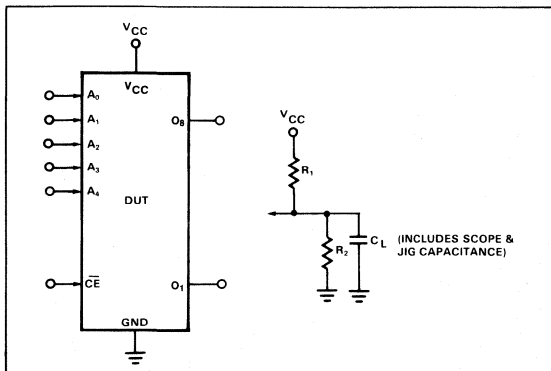 VCC
VCC
A0
A1
A2
A3
A4
CE
DUT
O8
O1
GND
VCC
R1
R2
CL
(INCLUDES SCOPE &
JIG CAPACITANCE)